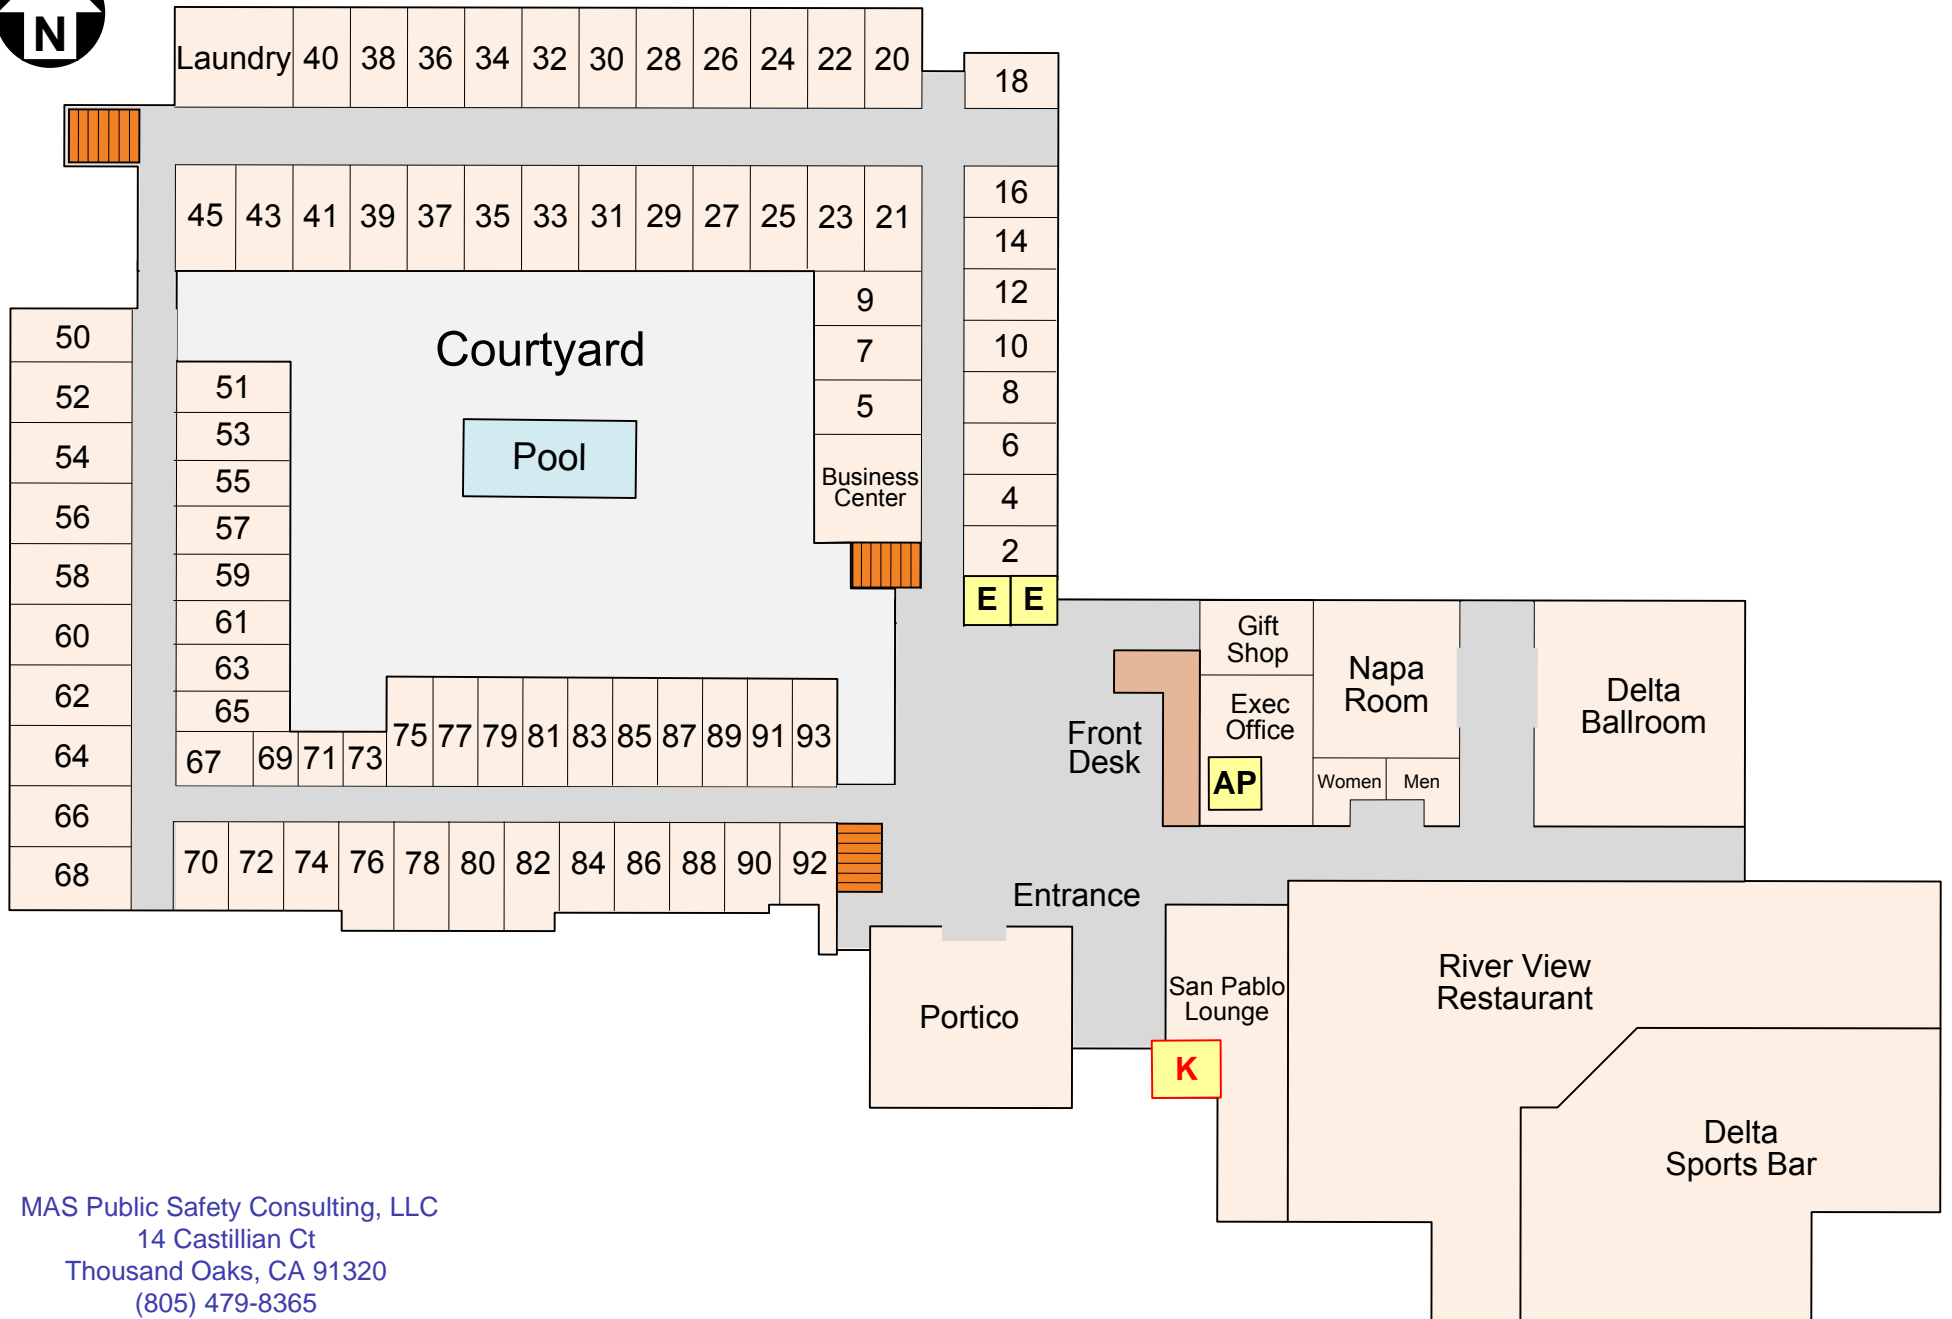 N
Laundry 40 38 36 34 32 30 28 26 24 22 20
18
45 43 41 39 37 35 33 31 29 27 25 23 21
16
14
12
10
8
6
4
2
9
7
5
Business
Center
Courtyard
Pool
50
52
54
56
58
60
62
64
66
68
51
53
55
57
59
61
63
65
67 69 71 73 75 77 79 81 83 85 87 89 91 93
70 72 74 76 78 80 82 84 86 88 90 92
E E
Gift
Shop
Exec
Office
AP
Front
Desk
Napa
Room
Women Men
Delta
Ballroom
Entrance
Portico
San Pablo
Lounge
K
River View
Restaurant
Delta
Sports Bar
MAS Public Safety Consulting, LLC
14 Castillian Ct
Thousand Oaks, CA 91320
(805) 479-8365